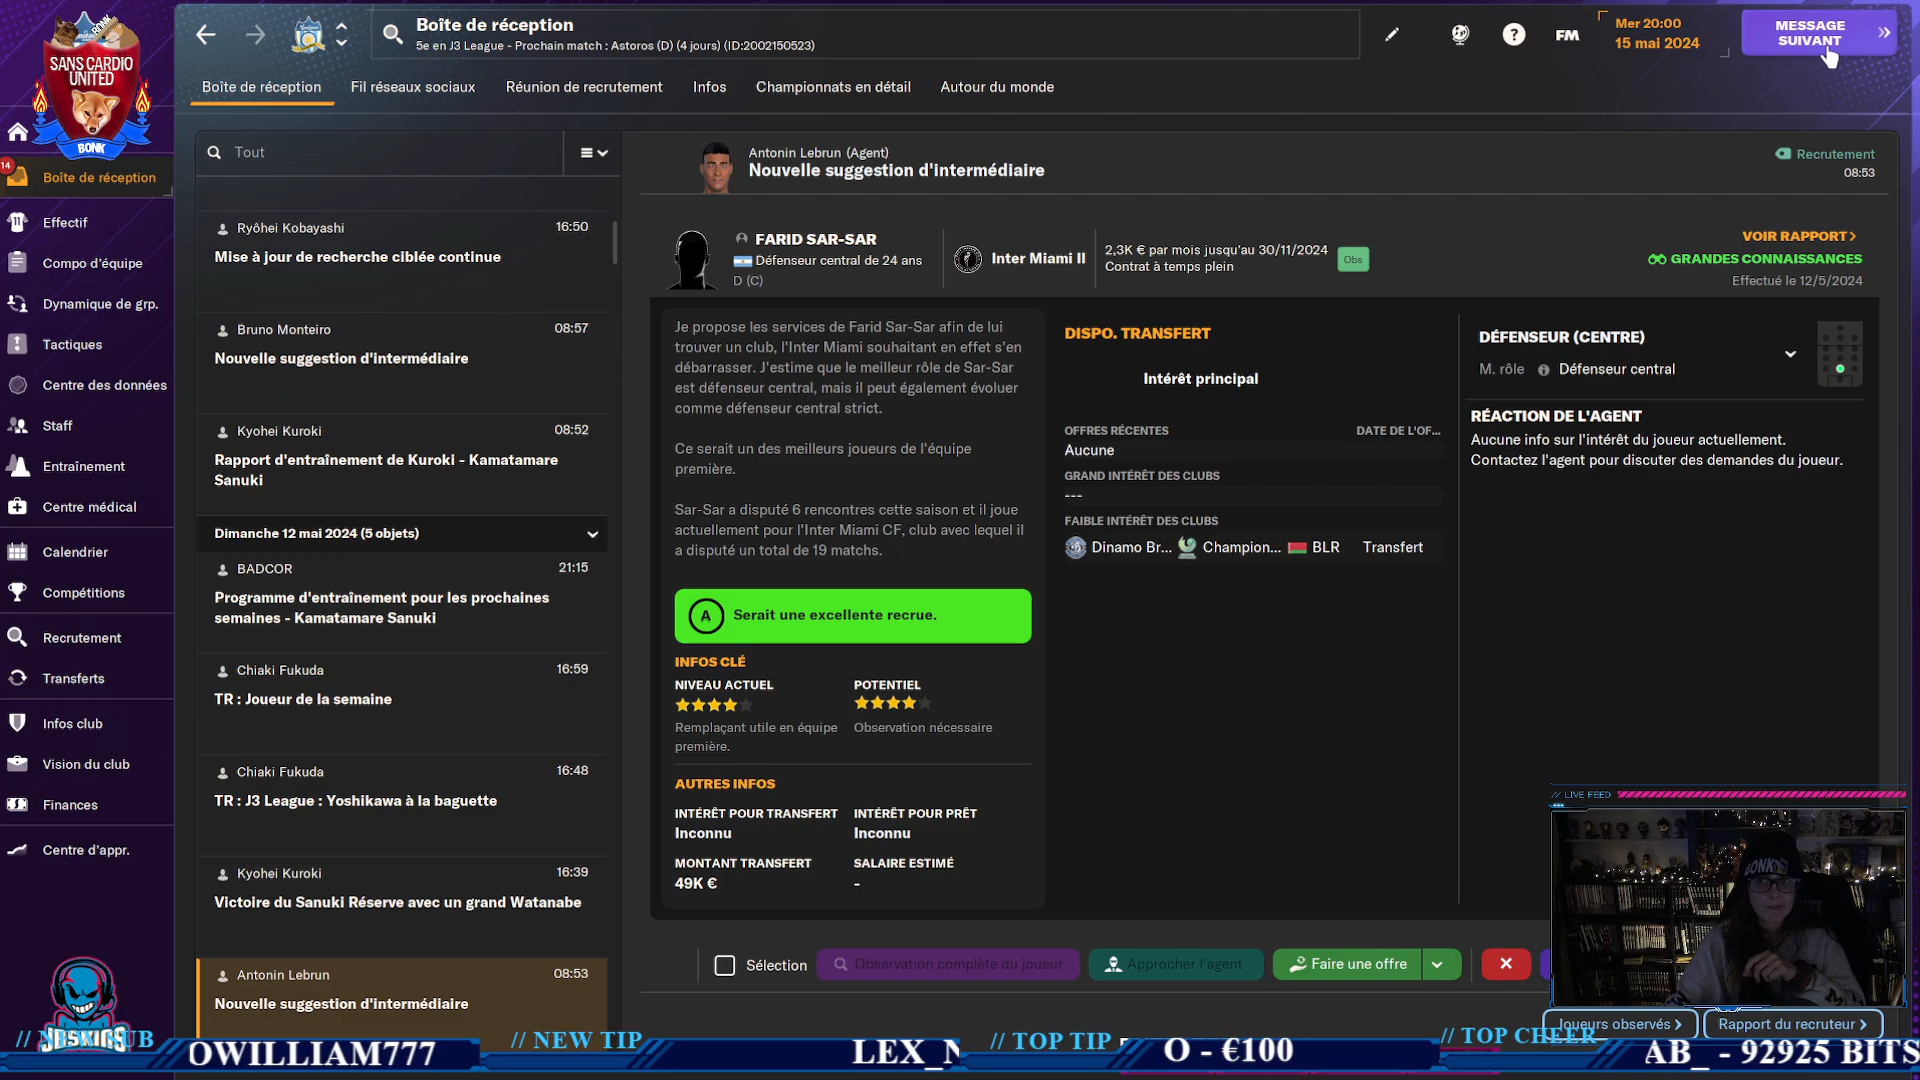 BONK
SANS CARDIO
UNITED
BONK
Boîte de réception
5e en J3 League - Prochain match : Astoros (D) (4 jours) (ID:2002150523)
FM
Mer 20:00
15 mai 2024
MESSAGE
SUIVANT
Boîte de réception
Fil réseaux sociaux
Réunion de recrutement
Infos
Championnats en détail
Autour du monde
14
Boîte de réception
Effectif
Compo d'équipe
Dynamique de grp.
Tactiques
Centre des données
Staff
Entraînement
Centre médical
Calendrier
Compétitions
Recrutement
Transferts
Infos club
Vision du club
Finances
Centre d'appr.
Tout
Ryôhei Kobayashi 16:50
Mise à jour de recherche ciblée continue
Bruno Monteiro 08:57
Nouvelle suggestion d'intermédiaire
Kyohei Kuroki 08:52
Rapport d'entraînement de Kuroki - Kamatamare
Sanuki
Dimanche 12 mai 2024 (5 objets)
BADCOR 21:15
Programme d'entraînement pour les prochaines
semaines - Kamatamare Sanuki
Chiaki Fukuda 16:59
TR : Joueur de la semaine
Chiaki Fukuda 16:48
TR : J3 League : Yoshikawa à la baguette
Kyohei Kuroki 16:39
Victoire du Sanuki Réserve avec un grand Watanabe
Antonin Lebrun 08:53
Nouvelle suggestion d'intermédiaire
Antonin Lebrun (Agent)
Nouvelle suggestion d'intermédiaire
Recrutement
08:53
FARID SAR-SAR
Défenseur central de 24 ans
D (C)
Inter Miami II
2,3K € par mois jusqu'au 30/11/2024
Contrat à temps plein
Obs
VOIR RAPPORT
GRANDES CONNAISSANCES
Effectué le 12/5/2024
Je propose les services de Farid Sar-Sar afin de lui
trouver un club, l'Inter Miami souhaitant en effet s'en
débarrasser. J'estime que le meilleur rôle de Sar-Sar
est défenseur central, mais il peut également évoluer
comme défenseur central strict.
Ce serait un des meilleurs joueurs de l'équipe
première.
Sar-Sar a disputé 6 rencontres cette saison et il joue
actuellement pour l'Inter Miami CF, club avec lequel il
a disputé un total de 19 matchs.
A Serait une excellente recrue.
INFOS CLÉ
NIVEAU ACTUEL POTENTIEL
Remplaçant utile en équipe
première.
Observation nécessaire
AUTRES INFOS
INTÉRÊT POUR TRANSFERT INTÉRÊT POUR PRÊT
Inconnu Inconnu
MONTANT TRANSFERT SALAIRE ESTIMÉ
49K € -
DISPO. TRANSFERT
Intérêt principal
OFFRES RÉCENTES DATE DE L'OF...
Aucune
GRAND INTÉRÊT DES CLUBS
---
FAIBLE INTÉRÊT DES CLUBS
Dinamo Br... Champion... BLR Transfert
DÉFENSEUR (CENTRE)
M. rôle Défenseur central
RÉACTION DE L'AGENT
Aucune info sur l'intérêt du joueur actuellement.
Contactez l'agent pour discuter des demandes du joueur.
// LIVE FEED
Sélection
Observation complète du joueur
Approcher l'agent
Faire une offre
Joueurs observés
Rapport du recruteur
// NEW SUB
OWILLIAM777
// NEW TIP
LEX_N
// TOP TIP
O - €100
// TOP CHEER
AB_ - 92925 BITS